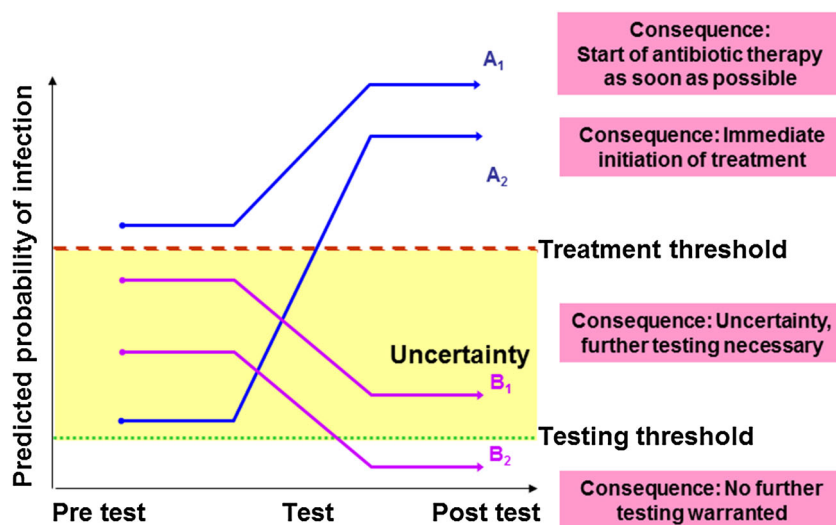 Consequence:
Start of antibiotic therapy
as soon as possible
A₁
Consequence: Immediate
initiation of treatment
A₂
Predicted probability of infection
Treatment threshold
Consequence: Uncertainty,
further testing necessary
Uncertainty
B₁
Testing threshold
B₂
Consequence: No further
testing warranted
Pre test
Test
Post test